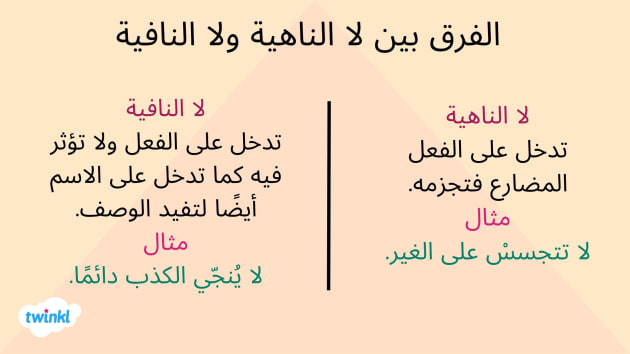 الفرق بين لا الناهية ولا النافية
لا الناهية
تدخل على الفعل
المضارع فتجزمه.
مثال
لا تتجسسْ على الغير.
لا النافية
تدخل على الفعل ولا تؤثر
فيه كما تدخل على الاسم
أيضًا لتفيد الوصف.
مثال
لا يُنجّي الكذب دائمًا.
twinkl